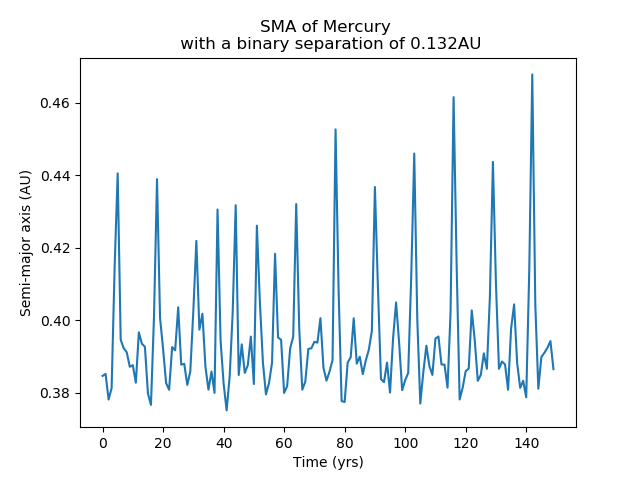 SMA of Mercury
with a binary separation of 0.132AU
Semi-major axis (AU)
0.46
0.44
0.42
0.40
0.38
0 20 40 60 80 100 120 140
Time (yrs)